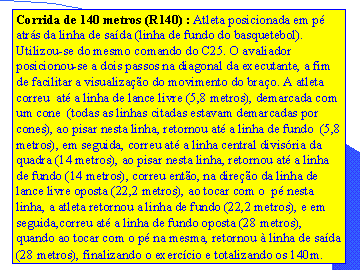 Corrida de 140 metros (R140) : Atleta posicionada em pé
atrás da linha de saída (linha de fundo do basquetebol).
Utilizou-se do mesmo comando do C25. O avaliador
posicionou-se a dois passos na diagonal da executante, a fim
de facilitar a visualização do movimento do braço. A atleta
correu até a linha de lance livre (5,8 metros), demarcada com
um cone (todas as linhas citadas estavam demarcadas por
cones), ao pisar nesta linha, retornou até a linha de fundo (5,8
metros), em seguida, correu até a linha central divisória da
quadra (14 metros), ao pisar nesta linha, retornou até a linha
de fundo (14 metros), correu então, na direção da linha de
lance livre oposta (22,2 metros), ao tocar com o pé nesta
linha, a atleta retornou a linha de fundo (22,2 metros), e em
seguida,correu até a linha de fundo oposta (28 metros),
quando ao tocar com o pé na mesma, retornou à linha de saída
(28 metros), finalizando o exercício e totalizando os 140m.